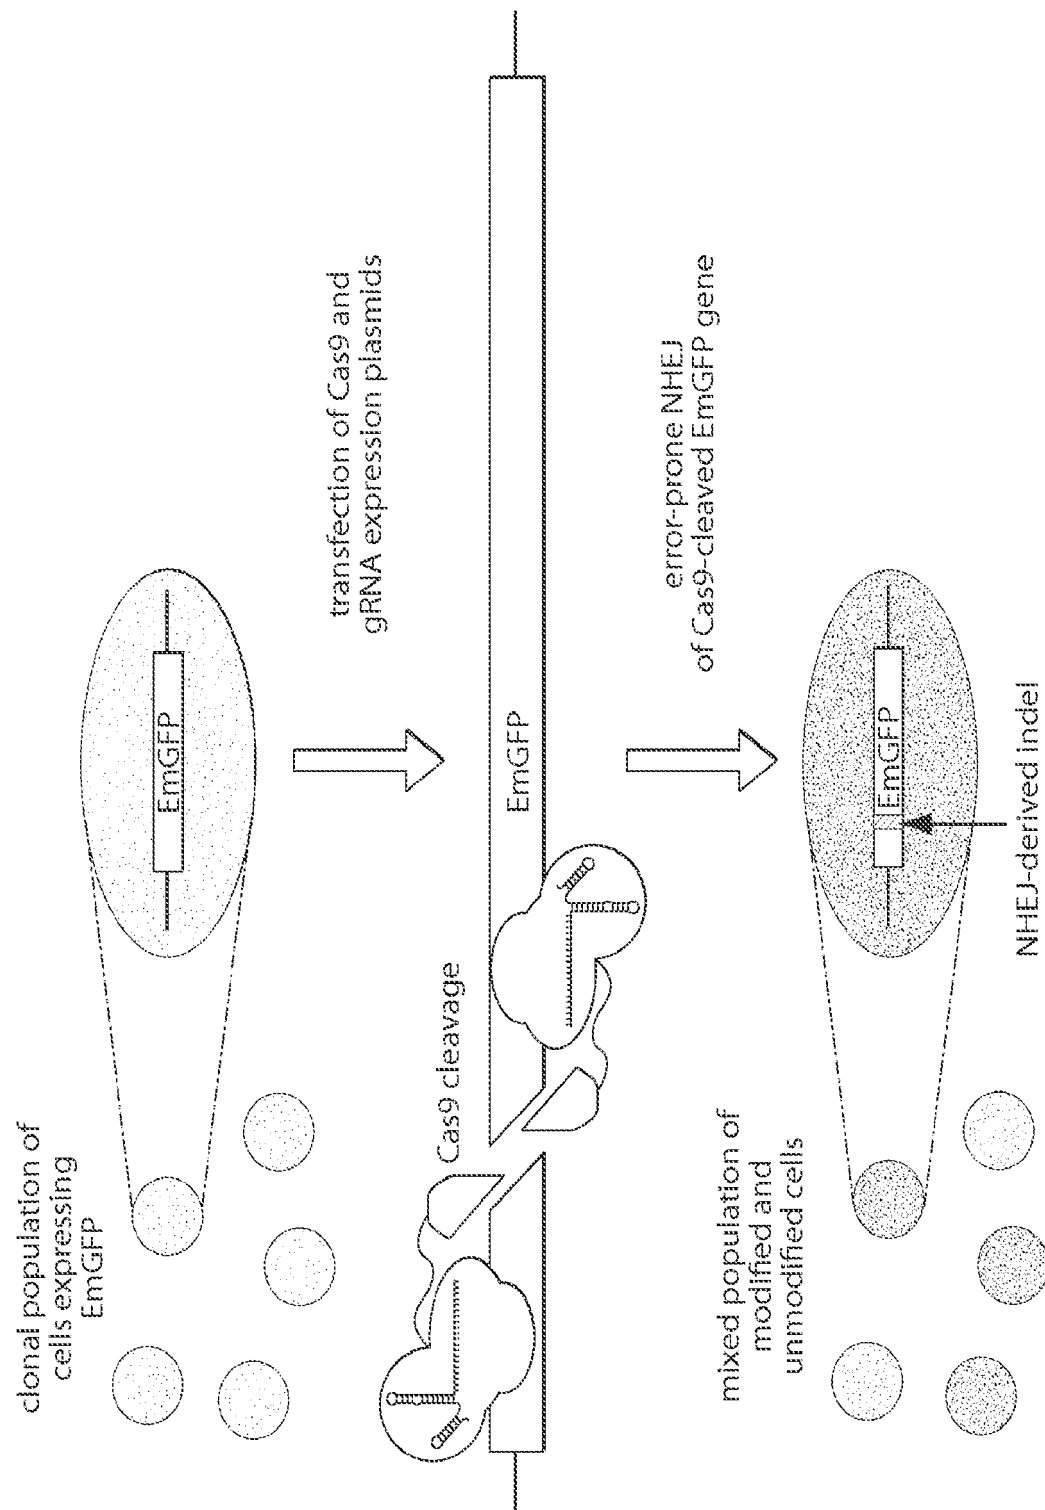 clonal population of
cells expressing
EmGFP
EmGFP
transfection of Cas9 and
gRNA expression plasmids
Cas9 cleavage
EmGFP
error-prone NHEJ
of Cas9-cleaved EmGFP gene
mixed population of
modified and
unmodified cells
EmGFP
NHEJ-derived indel